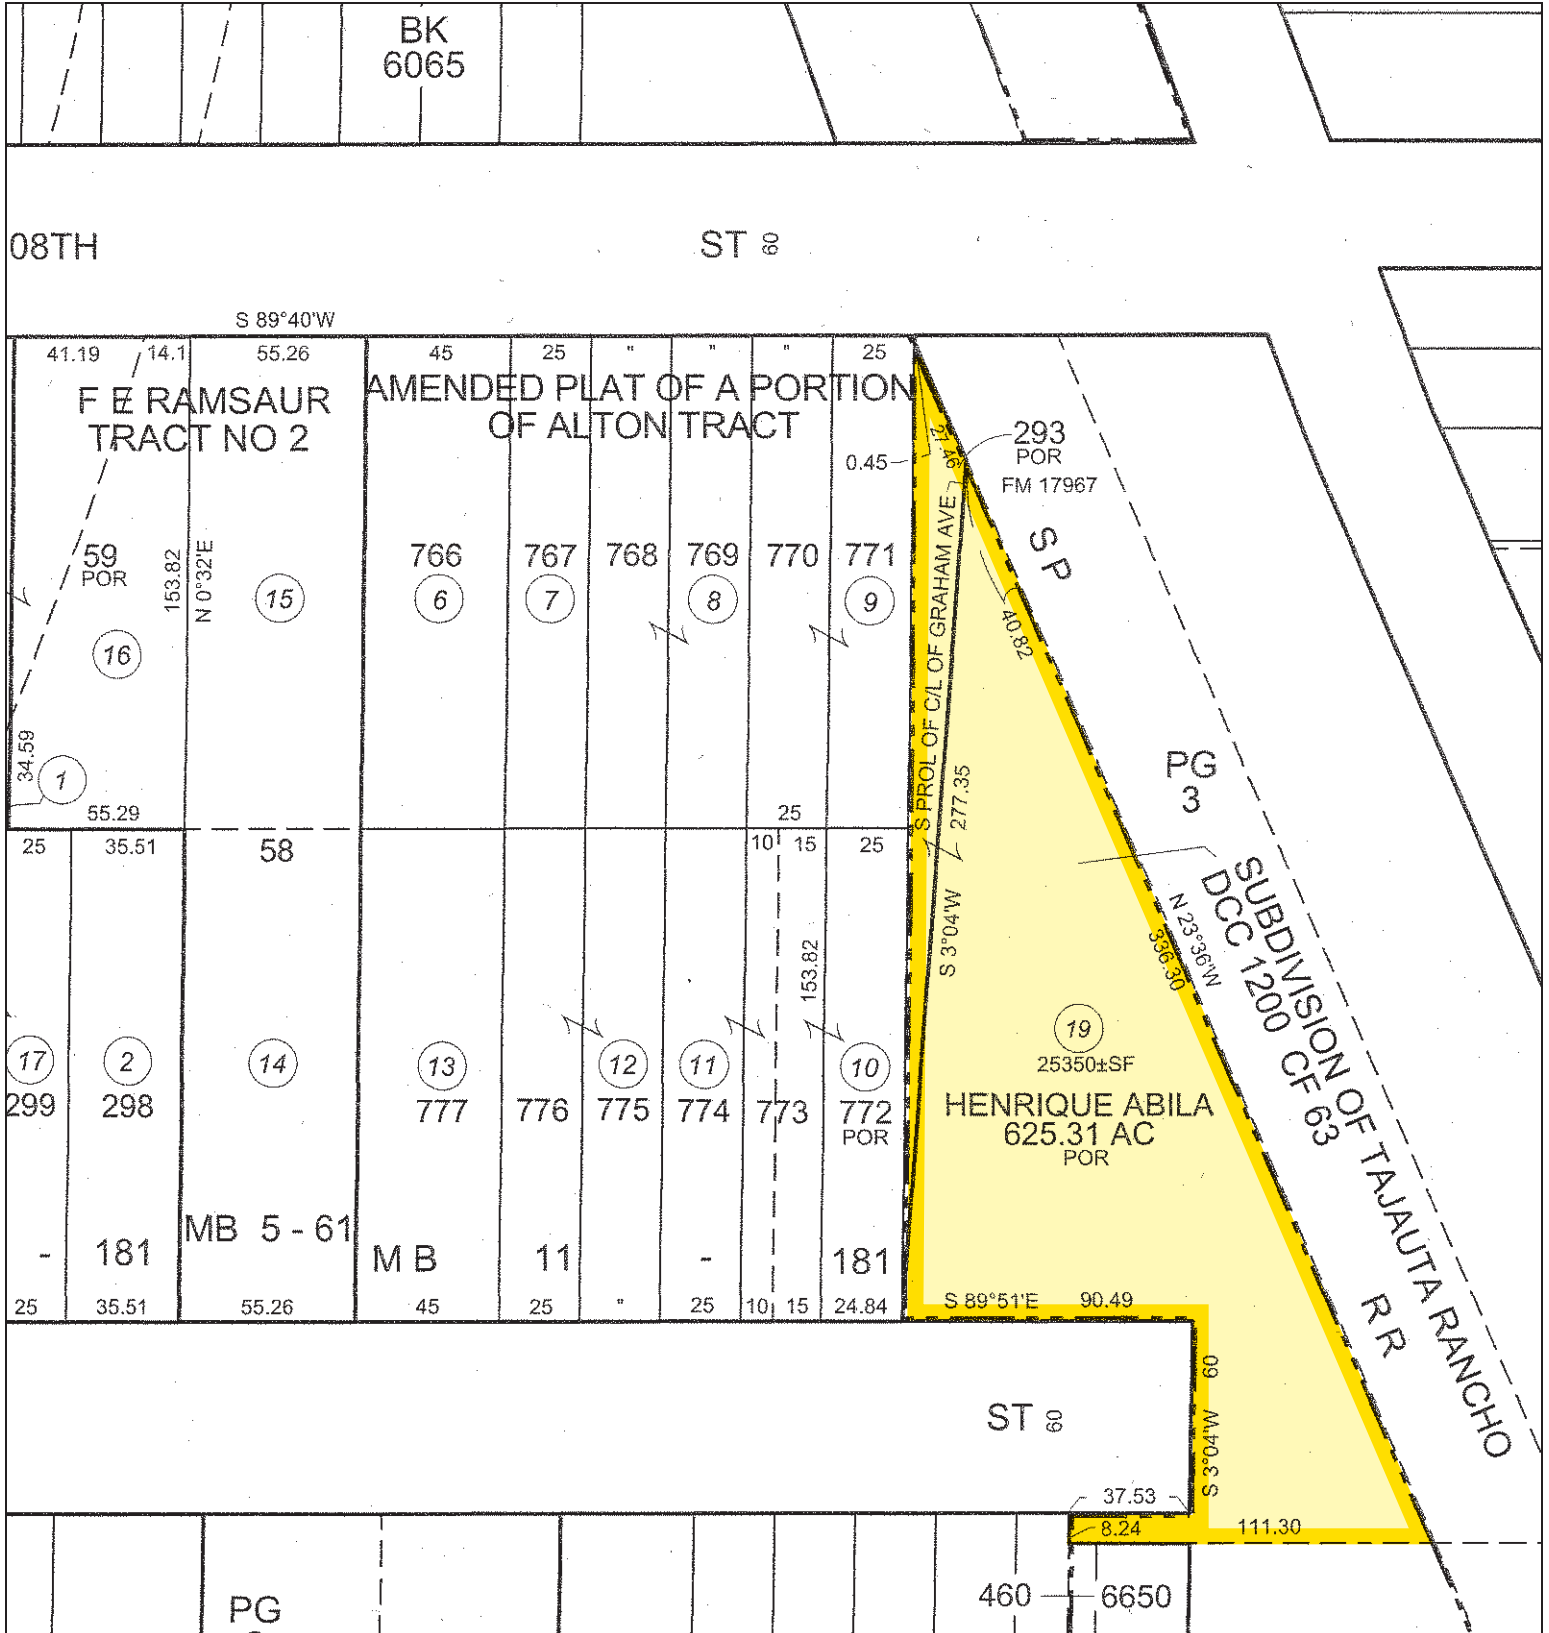 BK
6065
08TH
ST 60
S 89°40'W
41.19 14.1 55.26 45 25 " " " 25
F E RAMSAUR
TRACT NO 2
AMENDED PLAT OF A PORTION
OF ALTON TRACT
27.46
0.45
293
POR
FM 17967
S P
59
POR
153.82
N 0°32'E
766 767 768 769 770 771
15 6 7 8 9
16
40.82
S PROL OF C/L OF GRAHAM AVE
277.35
S 3°04'W
34.59
1
55.29
25
PG
3
25 35.51 58 10 15 25
153.82
N 23°36'W
336.30
SUBDIVISION OF TAJAUTA RANCHO
DCC 1200 CF 63
19
25350±SF
HENRIQUE ABILA
625.31 AC
POR
17 2 14 13 12 11 10
299 298 777 776 775 774 773 772
POR
- 181 MB 5 - 61 M B 11 - 181
25 35.51 55.26 45 25 " 25 10 15 24.84
S 89°51'E 90.49
R R
ST 60
S 3°04'W 60
37.53
8.24
111.30
460 6650
PG